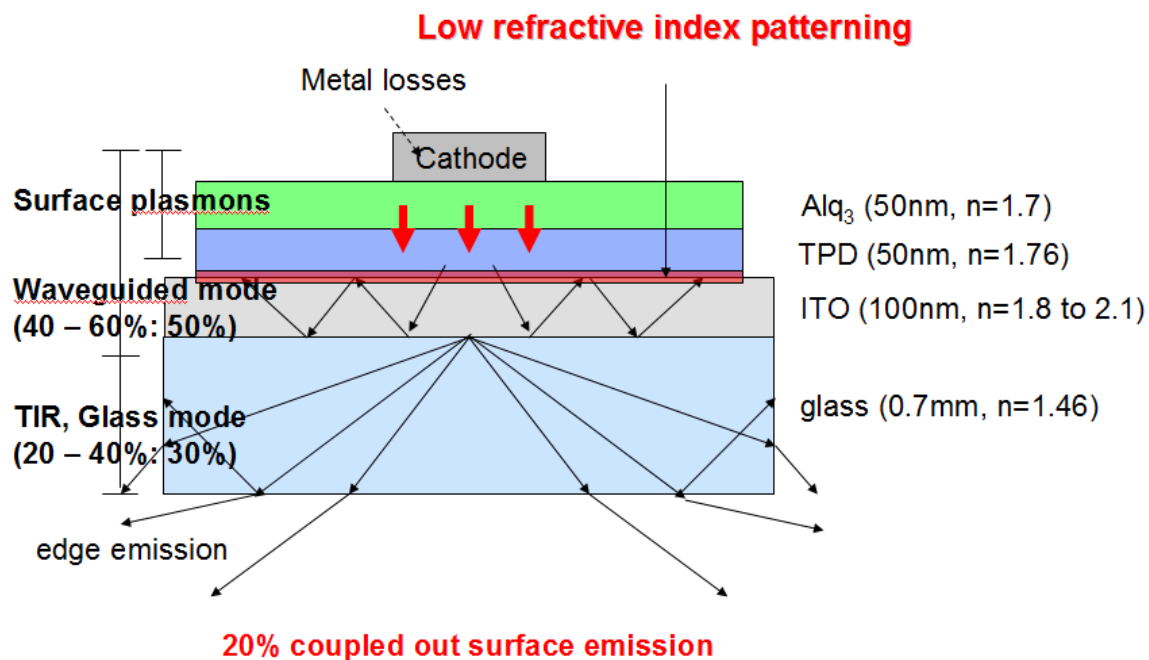 Low refractive index patterning
Metal losses
Cathode
Surface plasmons
Alq₃ (50nm, n=1.7)
TPD (50nm, n=1.76)
Waveguided mode
(40 – 60%: 50%)
ITO (100nm, n=1.8 to 2.1)
TIR, Glass mode
(20 – 40%: 30%)
glass (0.7mm, n=1.46)
edge emission
20% coupled out surface emission